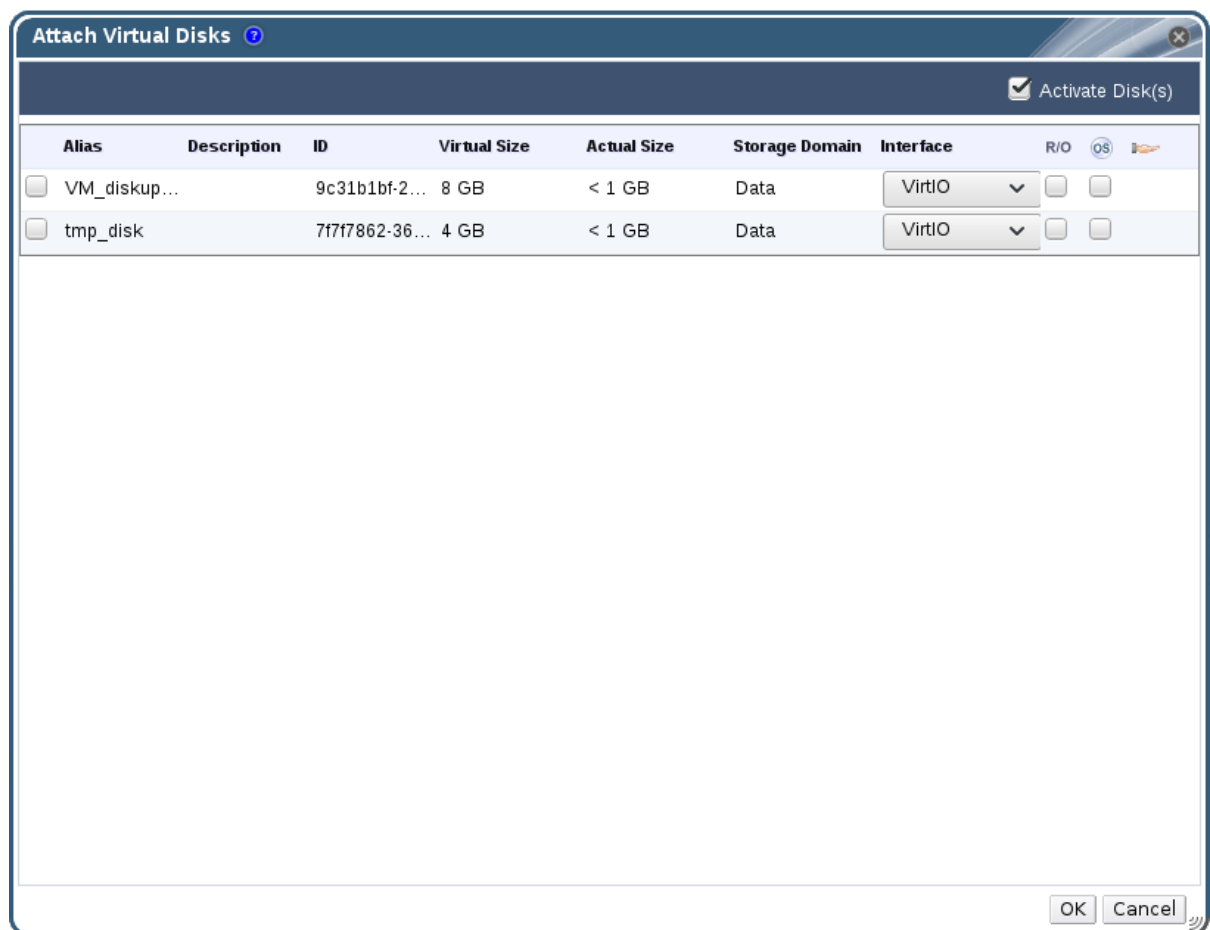 Attach Virtual Disks ?
Activate Disk(s)
Alias Description ID Virtual Size Actual Size Storage Domain Interface R/O OS
VM_diskup... 9c31b1bf-2... 8 GB < 1 GB Data VirtIO
tmp_disk 7f7f7862-36... 4 GB < 1 GB Data VirtIO
OK Cancel